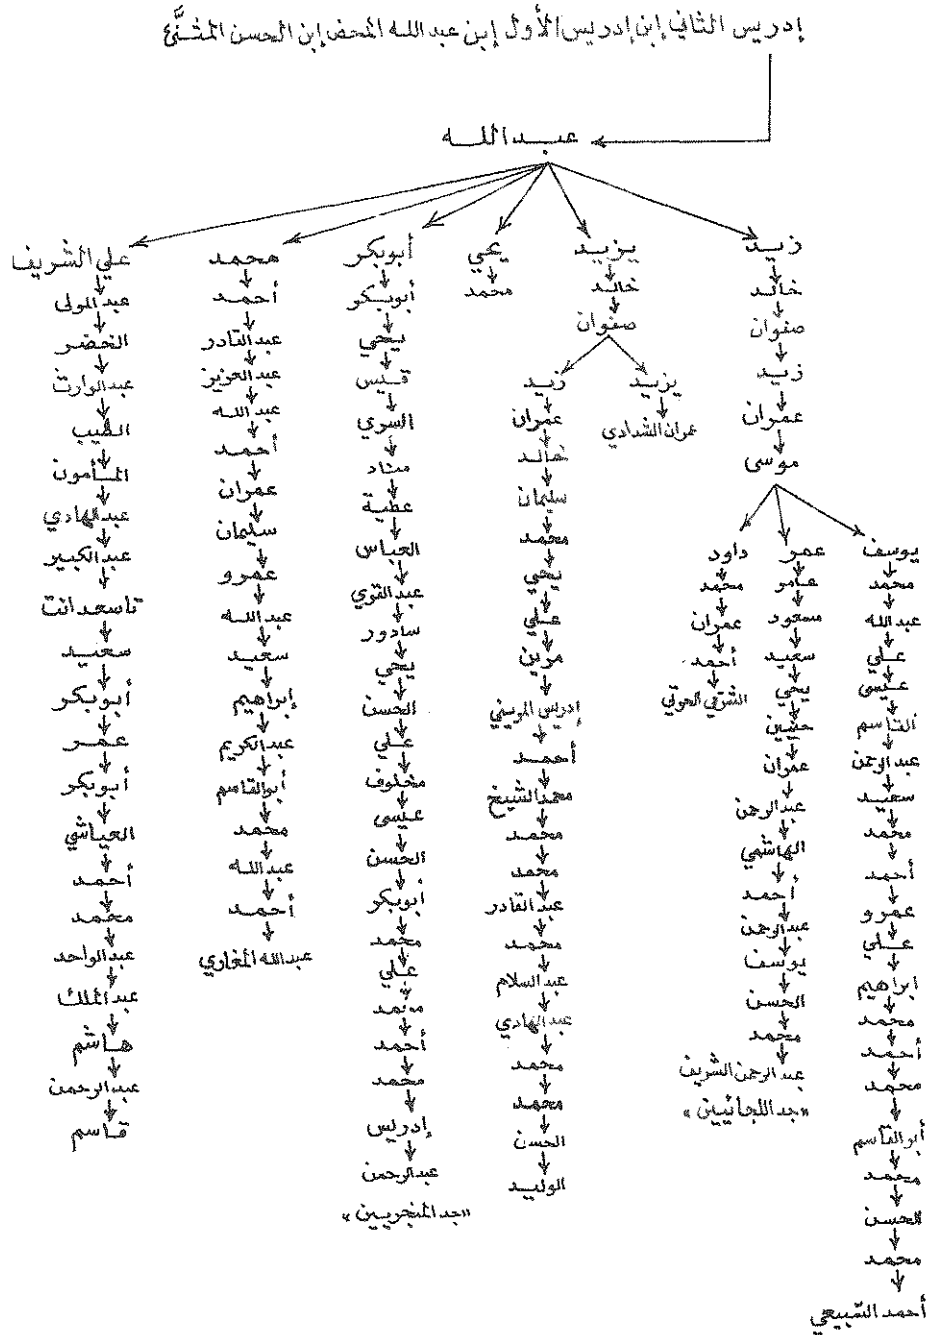 إدريس الثاني إبن إدريس الأول إبن عبد الله المحض إبن الحسن المثنَّى
عبد الله
زيد
خالد
صفوان
زيد
عمران
موسى
يوسف
محمد
عبد الله
علي
عيسى
القاسم
عبد الرحمن
سعيد
محمد
أحمد
عمرو
علي
ابراهيم
محمد
أحمد
محمد
أبو القاسم
محمد
الحسن
محمد
أحمد السبيعي
عمر
عامر
مسعود
سعيد
يحي
حنين
عمران
عبد الرحمن
الهاشمي
أحمد
عبد الرحمن
يوسف
الحسن
محمد
عبد الرحمن الشريف
«جد اللجائيين»
داود
محمد
عمران
أحمد
الشرقي الحوتي
يزيد
خالد
صفوان
يزيد
عمران الشدادي
زيد
عمران
خالد
سليمان
محمد
يحي
علي
مرين
إدريس المريني
أحمد
محمد الشيخ
محمد
محمد
عبد القادر
محمد
عبد السلام
عبد الهادي
محمد
محمد
الحسن
الوليد
يحي
محمد
أبوبكر
أبوبكر
يحي
قيس
السري
مناد
عطية
العباس
عبد القوي
سادور
يحي
الحسن
علي
مخلوف
عيسى
الحسن
أبوبكر
محمد
علي
محمد
أحمد
محمد
إدريس
عبد الرحمن
«جد المنجريين»
محمد
أحمد
عبد القادر
عبد العزيز
عبد الله
أحمد
عمران
سليمان
عمرو
عبد الله
سعيد
إبراهيم
عبد الكريم
أبو القاسم
محمد
عبد الله
أحمد
عبد الله الغاري
علي الشريف
عبد المولى
الخضر
عبد الوارث
الطيب
المأمون
عبد الهادي
عبد الكبير
تاسعدانت
سعيد
أبوبكر
عمر
أبوبكر
العياشي
أحمد
محمد
عبد الواحد
عبد الملك
هاشم
عبد الرحمن
قاسم